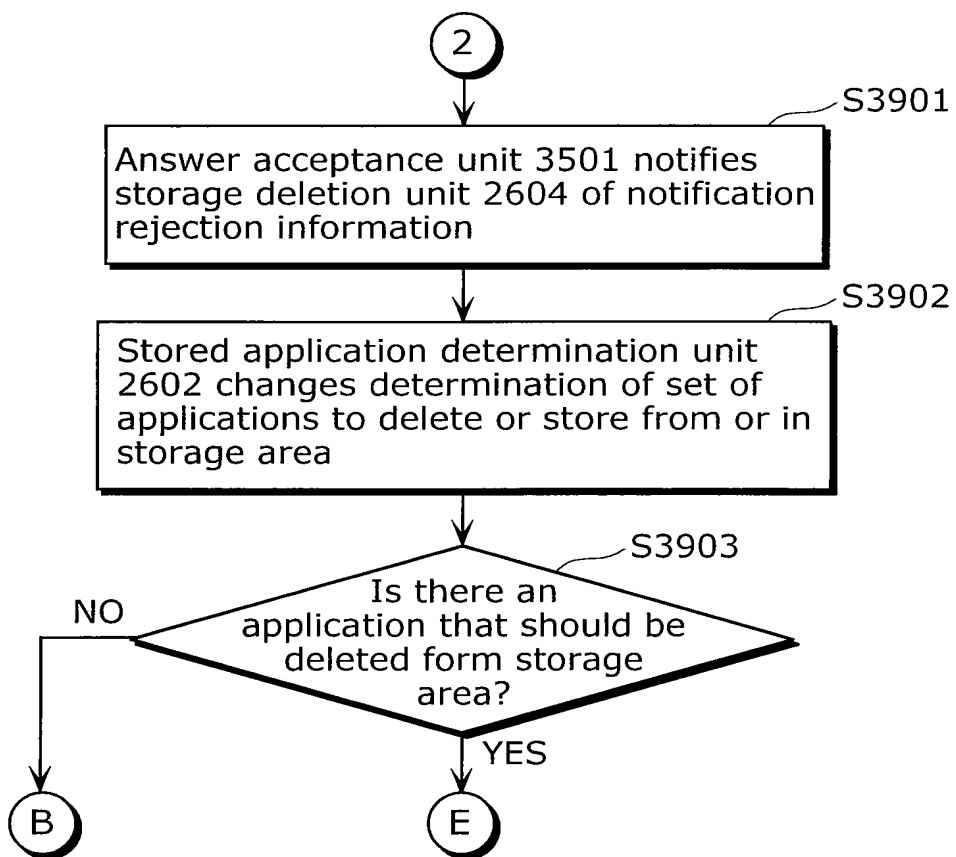 2
S3901
Answer acceptance unit 3501 notifies
storage deletion unit 2604 of notification
rejection information
S3902
Stored application determination unit
2602 changes determination of set of
applications to delete or store from or in
storage area
S3903
Is there an
application that should be
deleted form storage
area?
NO
YES
B
E